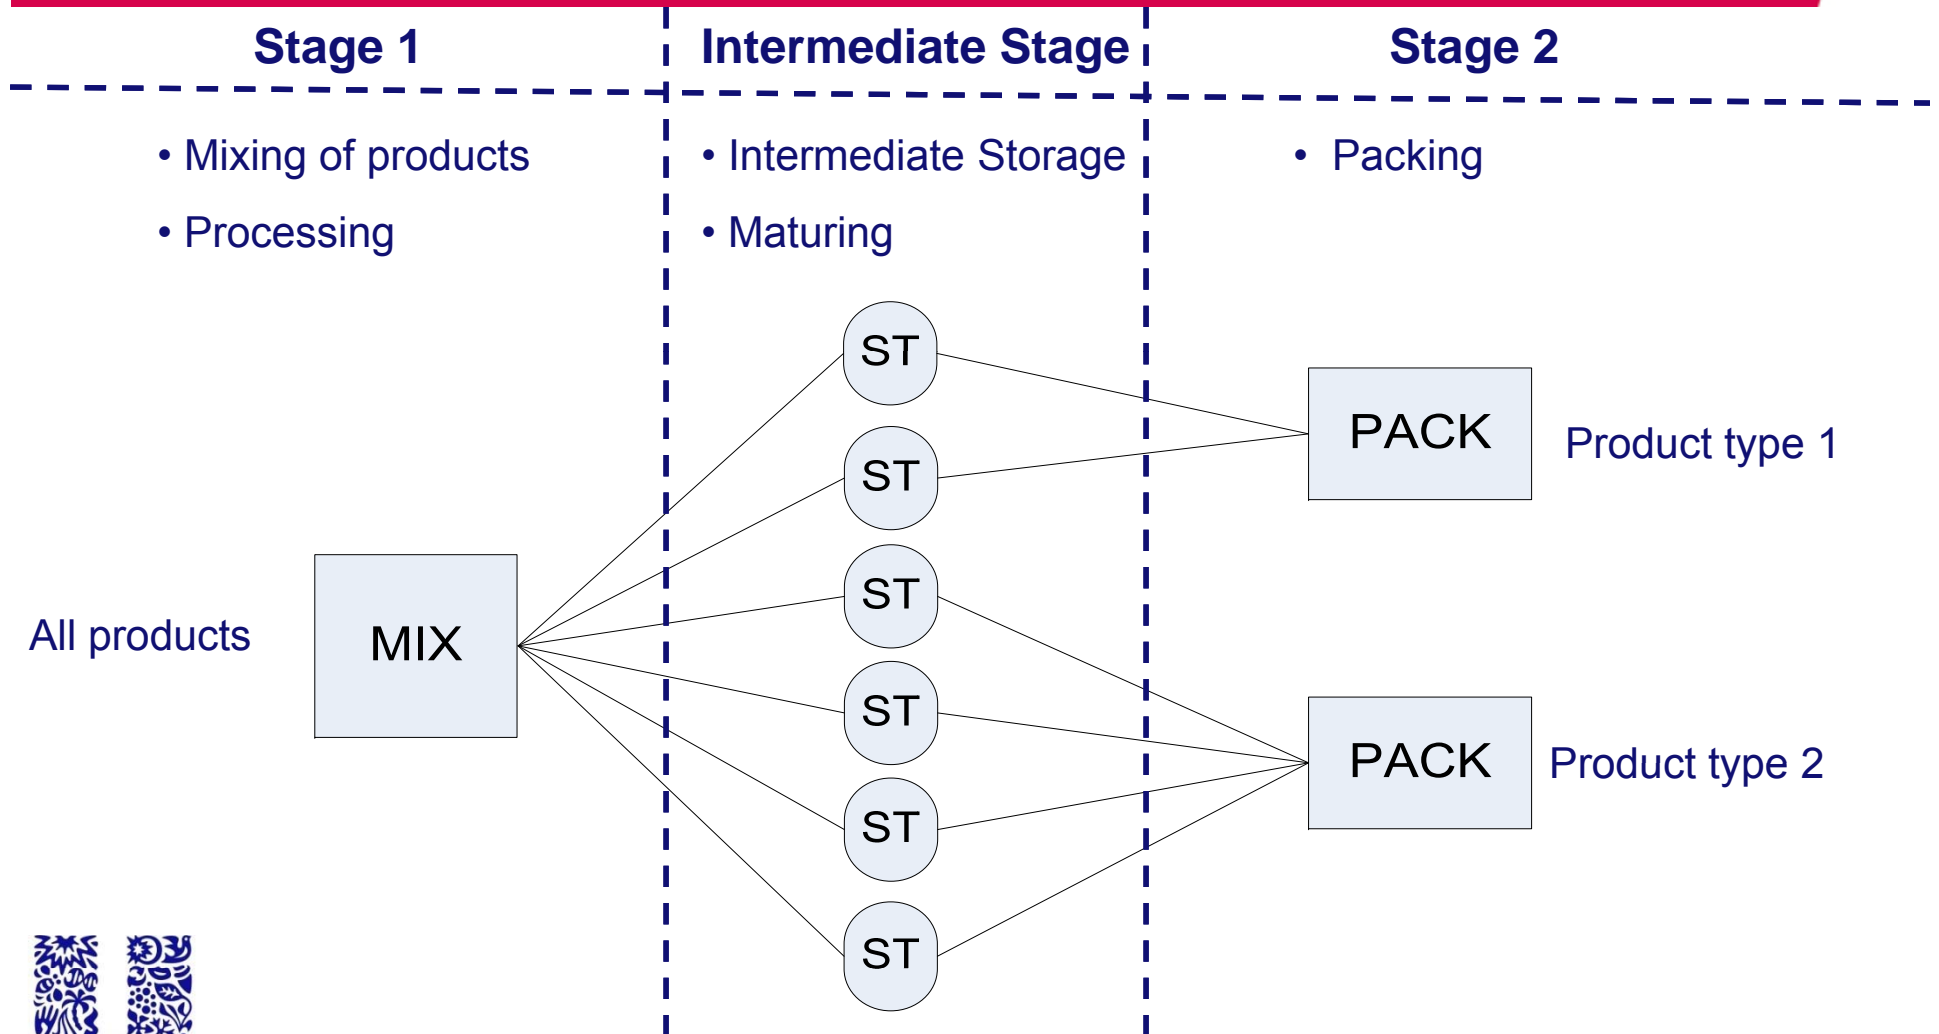 Stage 1
Intermediate Stage
Stage 2
• Mixing of products
• Processing
• Intermediate Storage
• Maturing
• Packing
All products
MIX
ST
ST
ST
ST
ST
ST
PACK
Product type 1
PACK
Product type 2